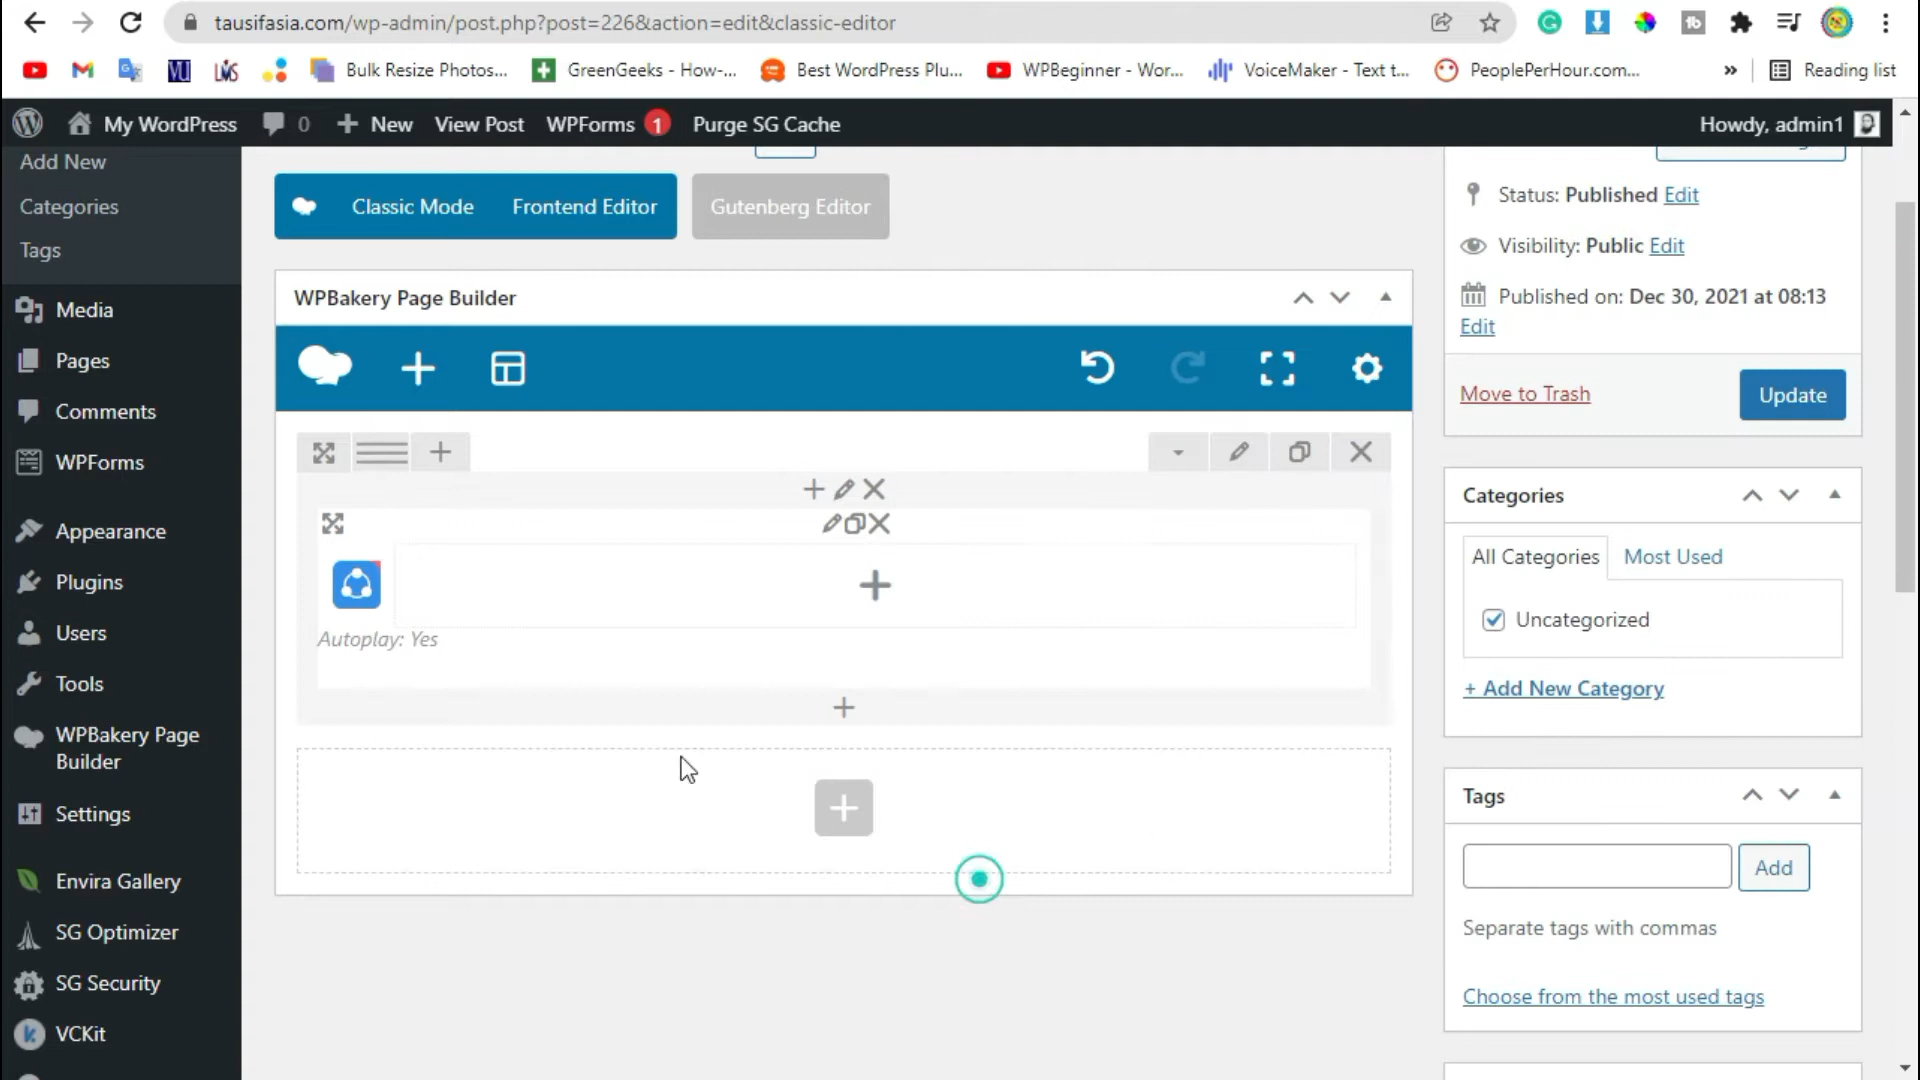 tausifasia.com/wp-admin/post.php?post=226&action=edit&classic-editor
Bulk Resize Photos...
GreenGeeks - How-...
Best WordPress Plu...
WPBeginner - Wor...
VoiceMaker - Text t...
PeoplePerHour.com...
»
Reading list
My WordPress
0
New
View Post
WPForms 1
Purge SG Cache
Howdy, admin1
Add New
Categories
Tags
Media
Pages
Comments
WPForms
Appearance
Plugins
Users
Tools
WPBakery Page
Builder
Settings
Envira Gallery
SG Optimizer
SG Security
VCKit
Classic Mode
Frontend Editor
Gutenberg Editor
WPBakery Page Builder
Autoplay: Yes
Status: Published Edit
Visibility: Public Edit
Published on: Dec 30, 2021 at 08:13
Edit
Move to Trash
Update
Categories
All Categories
Most Used
Uncategorized
+ Add New Category
Tags
Add
Separate tags with commas
Choose from the most used tags